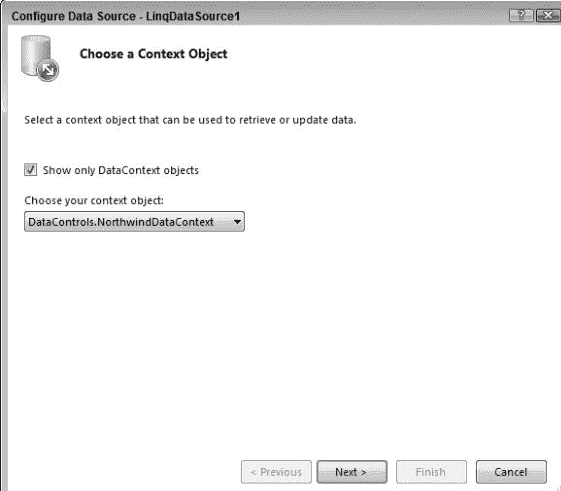 Configure Data Source - LinqDataSource1
?
Choose a Context Object
Select a context object that can be used to retrieve or update data.
Show only DataContext objects
Choose your context object:
DataControls.NorthwindDataContext
< Previous Next > Finish Cancel